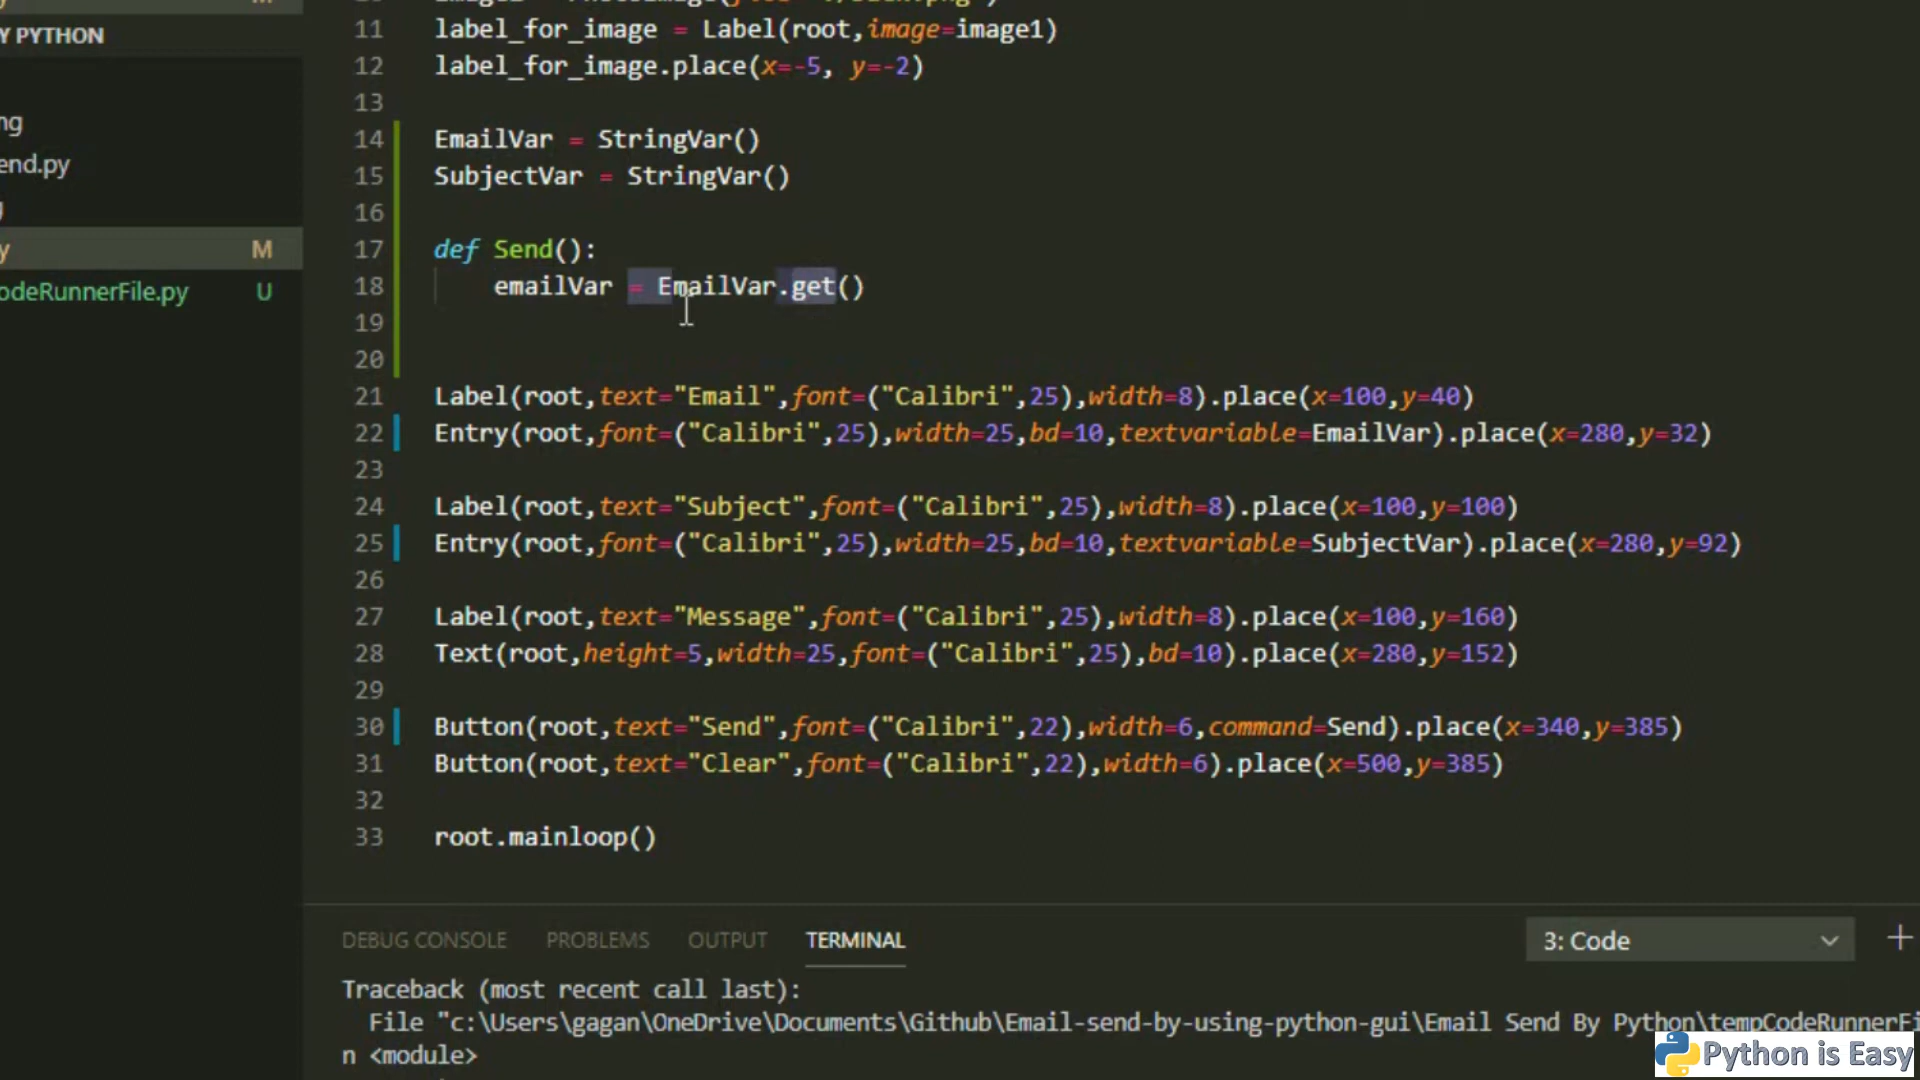 Y PYTHON
ng
end.py
y M
odeRunnerFile.py U
11 label_for_image = Label(root,image=image1)
12 label_for_image.place(x=-5, y=-2)
13
14 EmailVar = StringVar()
15 SubjectVar = StringVar()
16
17 def Send():
18 emailVar = EmailVar.get()
19
20
21 Label(root,text="Email",font=("Calibri",25),width=8).place(x=100,y=40)
22 Entry(root,font=("Calibri",25),width=25,bd=10,textvariable=EmailVar).place(x=280,y=32)
23
24 Label(root,text="Subject",font=("Calibri",25),width=8).place(x=100,y=100)
25 Entry(root,font=("Calibri",25),width=25,bd=10,textvariable=SubjectVar).place(x=280,y=92)
26
27 Label(root,text="Message",font=("Calibri",25),width=8).place(x=100,y=160)
28 Text(root,height=5,width=25,font=("Calibri",25),bd=10).place(x=280,y=152)
29
30 Button(root,text="Send",font=("Calibri",22),width=6,command=Send).place(x=340,y=385)
31 Button(root,text="Clear",font=("Calibri",22),width=6).place(x=500,y=385)
32
33 root.mainloop()
DEBUG CONSOLE PROBLEMS OUTPUT TERMINAL 3: Code
Traceback (most recent call last):
File "c:\Users\gagan\OneDrive\Documents\Github\Email-send-by-using-python-gui\Email Send By Python\tempCodeRunnerFi
n <module>
Python is Easy